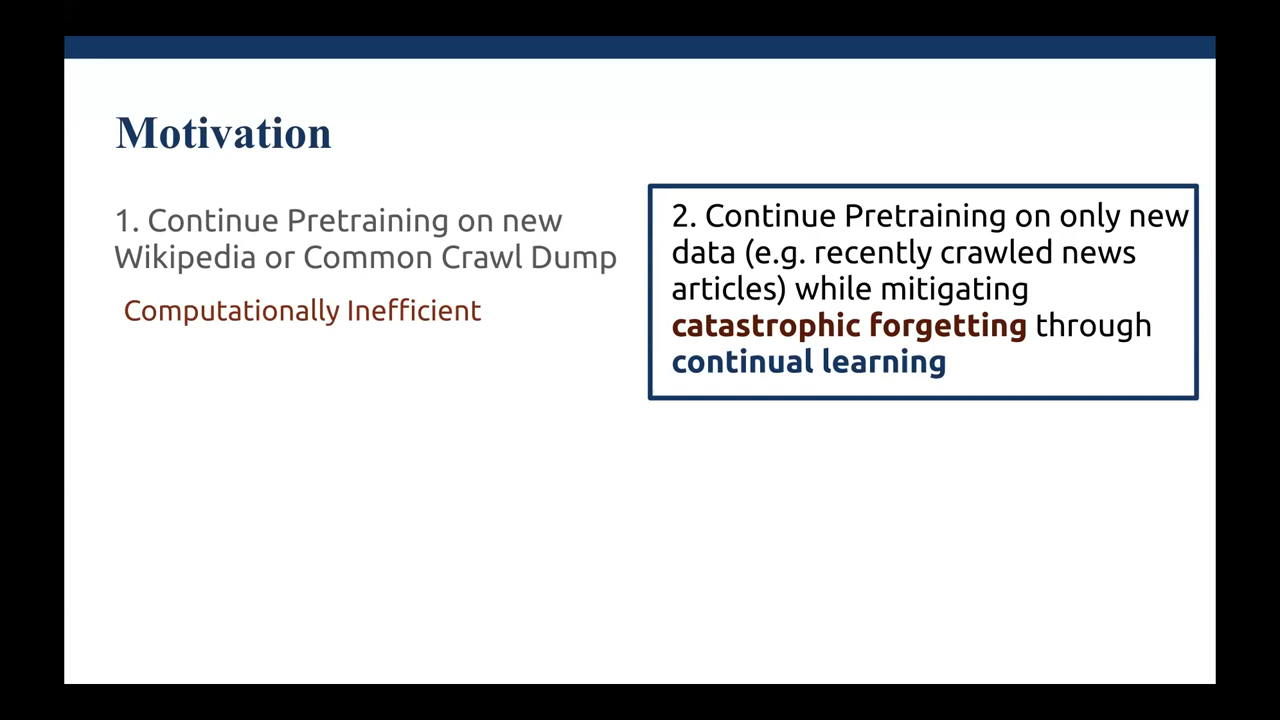 Motivation
1. Continue Pretraining on new
Wikipedia or Common Crawl Dump
Computationally Inefficient
2. Continue Pretraining on only new
data (e.g. recently crawled news
articles) while mitigating
catastrophic forgetting through
continual learning